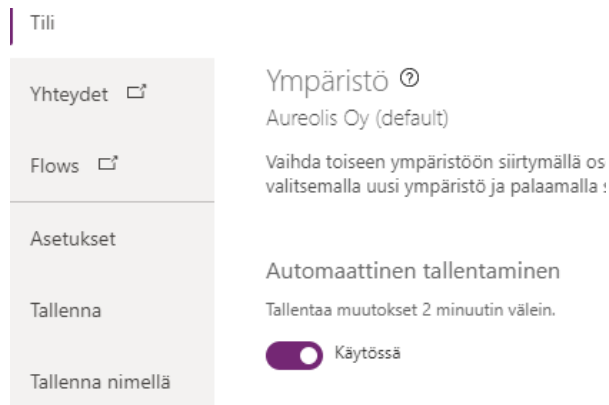 Tili
Yhteydet
Flows
Asetukset
Tallenna
Tallenna nimellä
Ympäristö
Aureolis Oy (default)
Vaihda toiseen ympäristöön siirtymällä
valitsemalla uusi ympäristö ja palaamalla
Automaattinen tallentaminen
Tallentaa muutokset 2 minuutin välein.
Käytössä